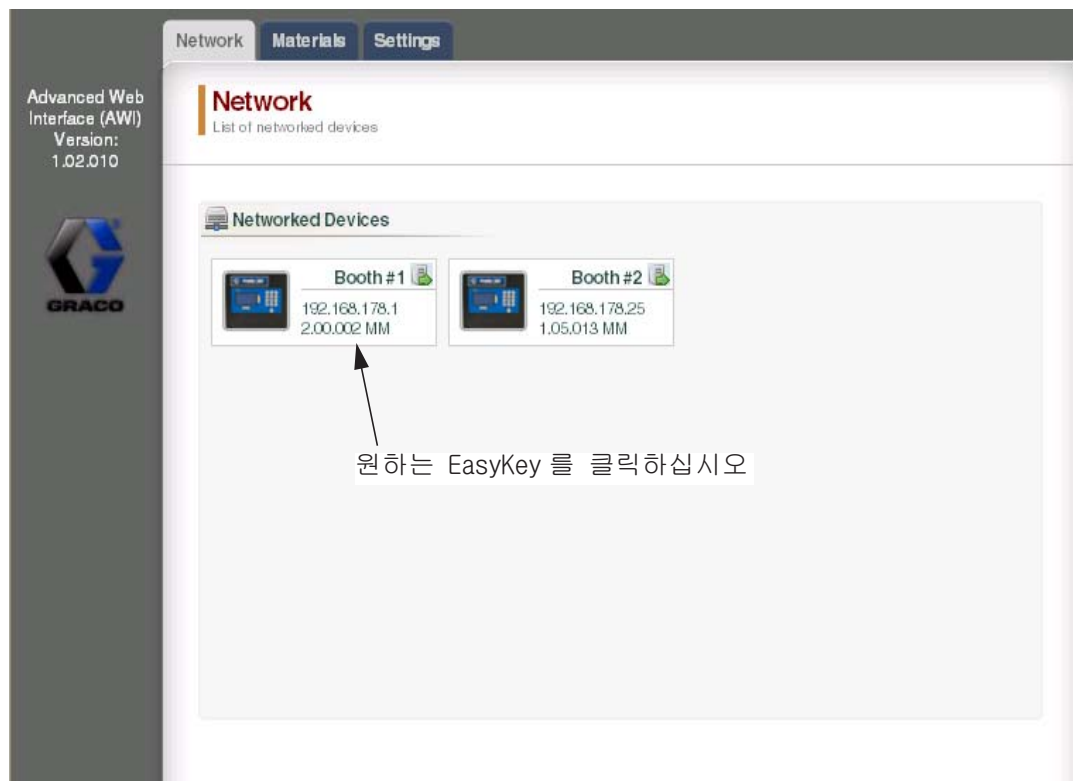 Network Materials Settings
Advanced Web
Interface (AWI)
Version:
1.02.010
GRACO
Network
List of networked devices
Networked Devices
Booth #1
192.168.178.1
2.00.002 MM
Booth #2
192.168.178.25
1.05.013 MM
원하는 EasyKey 를 클릭하십시오